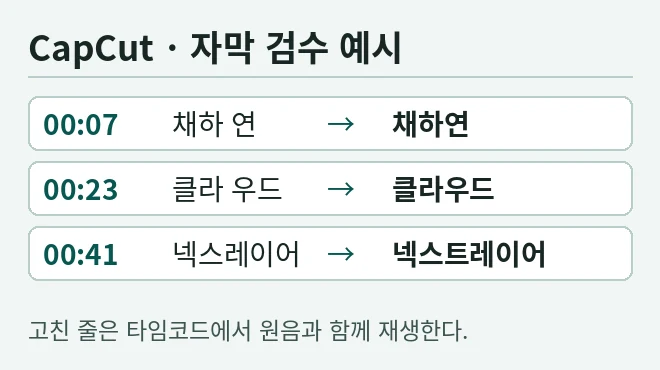 CapCut · 자막 검수 예시
00:07 채하 연 → 채하연
00:23 클라 우드 → 클라우드
00:41 넥스레이어 → 넥스트레이어
고친 줄은 타임코드에서 원음과 함께 재생한다.